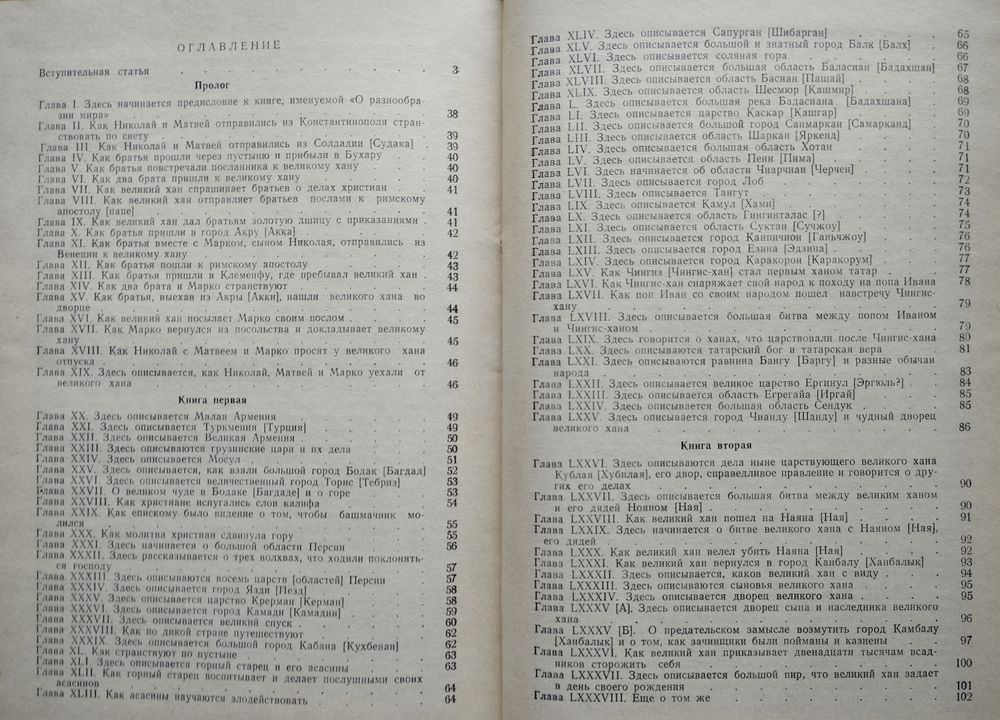 ОГЛАВЛЕНИЕ
Вступительная статья . . . . . . . . 3
Пролог
Глава I. Здесь начинается предисловие к книге, именуемой «О разнообра-
зии мира» . . . . . . . . 38
Глава II. Как Николай и Матвей отправились из Константинополя стран-
ствовать по свету . . . . . . . . 39
Глава III. Как Николай и Матвей отправились из Солдадии [Судака] . 39
Глава IV. Как братья прошли через пустыню и прибыли в Бухару . . 40
Глава V. Как братья повстречали посланника к великому хану . . 40
Глава VI. Как два брата пришли к великому хану . . . . 40
Глава VII. Как великий хан спрашивает братьев о делах христиан . . 41
Глава VIII. Как великий хан отправляет братьев послами к римскому
апостолу [папе] . . . . . . . . 41
Глава IX. Как великий хан дал братьям золотую дщицу с приказаниями . 41
Глава X. Как братья пришли в город Акру [Акка] . . . . 42
Глава XI. Как братья вместе с Марком, сыном Николая, отправились из
Венеции к великому хану . . . . . . . 42
Глава XII. Как братья пошли к римскому апостолу . . . . 43
Глава XIII. Как братья пришли в Клеменфу, где пребывал великий хан . 43
Глава XIV. Как два брата и Марко странствуют . . . . 44
Глава XV. Как братья, выехав из Акры [Акки], нашли великого хана во
дворце . . . . . . . . 44
Глава XVI. Как великий хан посылает Марко своим послом . . . 45
Глава XVII. Как Марко вернулся из посольства и докладывает великому
хану . . . . . . . . 45
Глава XVIII. Как Николай с Матвеем и Марко просят у великого хана
отпуска . . . . . . . . 46
Глава XIX. Здесь описывается, как Николай, Матвей и Марко уехали от
великого хана . . . . . . . . 46
Книга первая
Глава XX. Здесь описывается Малая Армения . . . . 49
Глава XXI. Здесь описывается Туркмения [Турция] . . . . 49
Глава XXII. Здесь описывается Великая Армения . . . . 50
Глава XXIII. Здесь описываются грузинские цари и их дела . . . 50
Глава XXIV. Здесь описывается Мосул . . . . . 51
Глава XXV. Здесь описывается, как взяли большой город Бодак [Багдад] . 52
Глава XXVI. Здесь описывается величественный город Торис [Тебриз] . 53
Глава XXVII. О великом чуде в Бодаке [Багдаде] и о горе . . . 53
Глава XXVIII. Как христиане испугались слов калифа . . . . 54
Глава XXIX. Как епископу было видение о том, чтобы башмачник мо-
лился . . . . . . . . 55
Глава XXX. Как молитва христиан сдвинула гору . . . . 55
Глава XXXI. Здесь начинается о большой области Персии . . . 56
Глава XXXII. Здесь рассказывается о трех волхвах, что ходили поклонять-
ся господу . . . . . . . . 57
Глава XXXIII. Здесь описываются восемь царств [областей] Персии . 57
Глава XXXIV. Здесь описывается город Язди [Йезд] . . . . 58
Глава XXXV. Здесь описывается царство Крерман [Керман] . . . 58
Глава XXXVI. Здесь описывается город Камади [Камадин] . . . 59
Глава XXXVII. Здесь описывается великий спуск . . . . 60
Глава XXXVIII. Как по дикой стране путешествуют . . . . 62
Глава XXXIX. Здесь описывается большой город Кабана [Кухбенан] . 62
Глава XL. Как странствуют по пустыне . . . . . 63
Глава XLI. Здесь описывается горный старец и его асасины . . . 63
Глава XLII. Как горный старец воспитывает и делает послушными своих
асасинов . . . . . . . . 64
Глава XLIII. Как асасины научаются злодействовать . . . . 64
Глава XLIV. Здесь описывается Сапурган [Шибарган] . . . . 65
Глава XLV. Здесь описывается большой и знатный город Балк [Балх] . 66
Глава XLVI. Здесь описывается соляная гора . . . . 66
Глава XLVII. Здесь описывается большая область Баласиан [Бадахшан] . 67
Глава XLVIII. Здесь описывается область Басиан [Пашай] . . . 68
Глава XLIX. Здесь описывается область Шесмюр [Кашмир] . . . 68
Глава L. Здесь описывается большая река Бадасиана [Бадахшана] . 69
Глава LI. Здесь описывается царство Каскар [Кашгар] . . . 69
Глава LII. Здесь описывается большой город Санмаркан [Самарканд] . 70
Глава LIII. Здесь описывается область Шаркан [Яркенд] . . . 70
Глава LIV. Здесь описывается большая область Хотан . . . 71
Глава LV. Здесь описывается область Пеин [Пима] . . . . 71
Глава LVI. Здесь начинается об области Чиарчиан [Черчен] . . . 71
Глава LVII. Здесь описывается город Лоб . . . . . 72
Глава LVIII. Здесь описывается Тангут . . . . . 73
Глава LIX. Здесь описывается Камул [Хами] . . . . 74
Глава LX. Здесь описывается область Гингинталас [?] . . . 74
Глава LXI. Здесь описывается область Суктан [Сучжоу] . . . 75
Глава LXII. Здесь описывается город Канпичион [Ганьчжоу] . . 76
Глава LXIII. Здесь описывается город Езина [Эдзина] . . . 76
Глава LXIV. Здесь описывается город Каракорон [Каракорум] . . 77
Глава LXV. Как Чингиз [Чингис-хан] стал первым ханом татар . . 77
Глава LXVI. Как Чингис-хан снаряжает свой народ к походу на попа Ивана 78
Глава LXVII. Как поп Иван со своим народом пошел навстречу Чингис-
хану . . . . . . . . 79
Глава LXVIII. Здесь описывается большая битва между попом Иваном
и Чингис-ханом . . . . . . . . 79
Глава LXIX. Здесь говорится о ханах, что царствовали после Чингис-хана 80
Глава LXX. Здесь описываются татарский бог и татарская вера . . 81
Глава LXXI. Здесь описываются равнина Бангу [Баргу] и разные обычаи
народа . . . . . . . . 83
Глава LXXII. Здесь описывается великое царство Ергинул [Эргюль?] . 84
Глава LXXIII. Здесь описывается область Егрегайа [Иргай] . . . 85
Глава LXXIV. Здесь описывается большая область Сендук . . . 85
Глава LXXV. Здесь описывается город Чианду [Шанду] и чудный дворец
великого хана . . . . . . . . 86
Книга вторая
Глава LXXVI. Здесь описываются дела ныне царствующего великого хана
Кублая [Хубилая], его двор, справедливое правление и говорится о дру-
гих его делах . . . . . . . . 90
Глава LXXVII. Здесь описывается большая битва между великим ханом
и его дядей Нояном [Ная] . . . . . . . 90
Глава LXXVIII. Как великий хан пошел на Наяна [Ная] . . . 91
Глава LXXIX. Здесь начинается о битве великого хана с Наяном [Ная],
его дядей . . . . . . . . 92
Глава LXXX. Как великий хан велел убить Наяна [Ная] . . . 92
Глава LXXXI. Как великий хан вернулся в город Канбалу [Ханбалык] . 93
Глава LXXXII. Здесь описывается, каков великий хан с виду . . . 94
Глава LXXXIII. Здесь описываются сыновья великого хана . . . 95
Глава LXXXIV. Здесь описывается дворец великого хана . . . 95
Глава LXXXV [А]. Здесь описывается дворец сына и наследника великого
хана . . . . . . . . 96
Глава LXXXV [Б]. О предательском замысле возмутить город Камбалу
[Ханбалык] и о том, как зачинщики были пойманы и казнены . . 97
Глава LXXXVI. Как великий хан приказывает двенадцати тысячам всад-
ников сторожить себя . . . . . . . 100
Глава LXXXVII. Здесь описывается большой пир, что великий хан задает
в день своего рождения . . . . . . . 101
Глава LXXXVIII. Еще о том же . . . . . . . 102